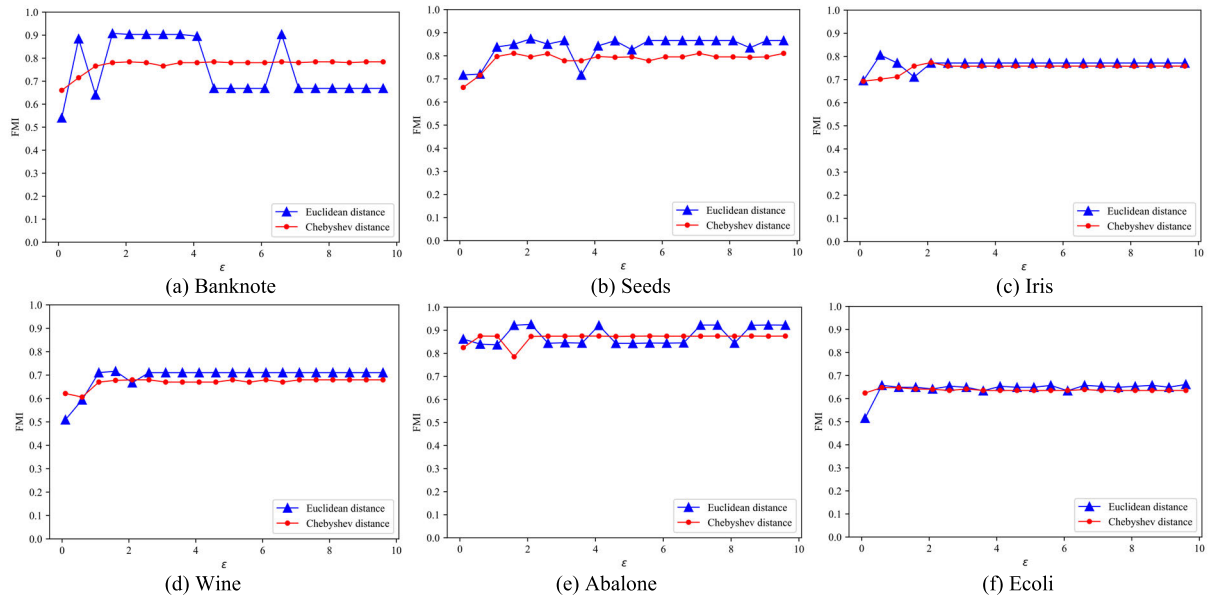 1.0
0.9
0.8
0.7
0.6
0.5
0.4
0.3
0.2
0.1
0.0
FMI
Euclidean distance
Chebyshev distance
0 2 4 6 8 10
ε
(a) Banknote
1.0
0.9
0.8
0.7
0.6
0.5
0.4
0.3
0.2
0.1
0.0
FMI
Euclidean distance
Chebyshev distance
0 2 4 6 8 10
ε
(b) Seeds
1.0
0.9
0.8
0.7
0.6
0.5
0.4
0.3
0.2
0.1
0.0
FMI
Euclidean distance
Chebyshev distance
0 2 4 6 8 10
ε
(c) Iris
1.0
0.9
0.8
0.7
0.6
0.5
0.4
0.3
0.2
0.1
0.0
FMI
Euclidean distance
Chebyshev distance
0 2 4 6 8 10
ε
(d) Wine
1.0
0.9
0.8
0.7
0.6
0.5
0.4
0.3
0.2
0.1
0.0
FMI
Euclidean distance
Chebyshev distance
0 2 4 6 8 10
ε
(e) Abalone
1.0
0.9
0.8
0.7
0.6
0.5
0.4
0.3
0.2
0.1
0.0
FMI
Euclidean distance
Chebyshev distance
0 2 4 6 8 10
ε
(f) Ecoli